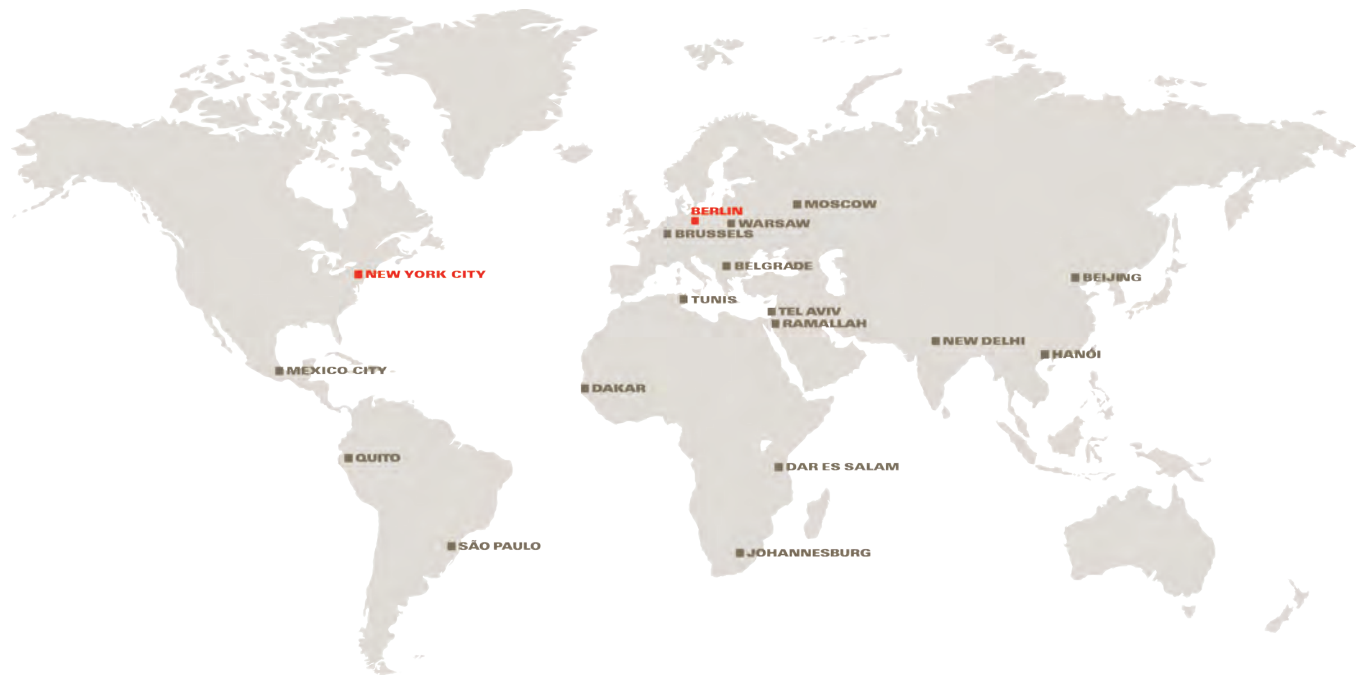 MOSCOW
BERLIN
WARSAW
BRUSSELS
BELGRADE
NEW YORK CITY
BEIJING
TUNIS
TEL AVIV
RAMALLAH
NEW DELHI
HANOI
MEXICO CITY
DAKAR
QUITO
DAR ES SALAM
SÃO PAULO
JOHANNESBURG